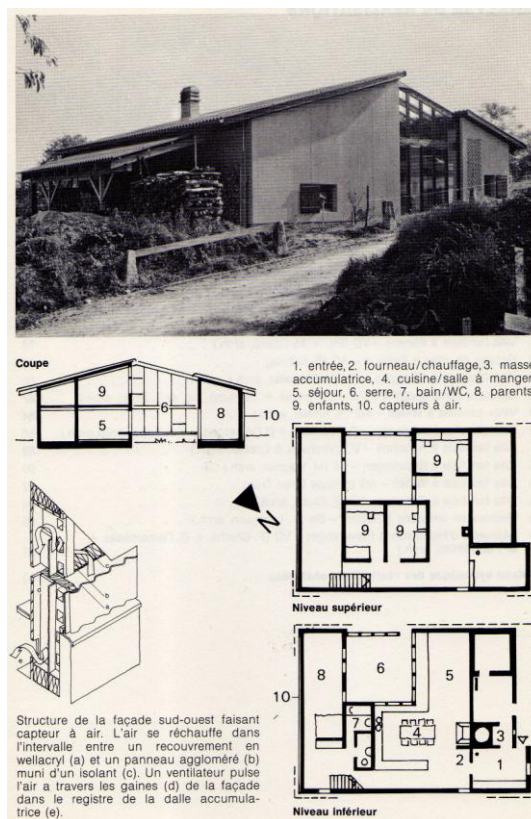 Coupe
9
5
6
8
10
1. entrée, 2. fourneau/chauffage, 3. masse
accumulatrice, 4. cuisine/salle à manger
5. séjour, 6. serre, 7. bain/WC, 8. parents
9. enfants, 10. capteurs à air.
N
9
9
9
Niveau supérieur
a
b
c
Structure de la façade sud-ouest faisant
capteur à air. L'air se réchauffe dans
l'intervalle entre un recouvrement en
wellacryl (a) et un panneau aggloméré (b)
muni d'un isolant (c). Un ventilateur pulse
l'air a travers les gaines (d) de la façade
dans le registre de la dalle accumula-
trice (e).
10
8
6
5
7
4
3
2
1
Niveau inférieur